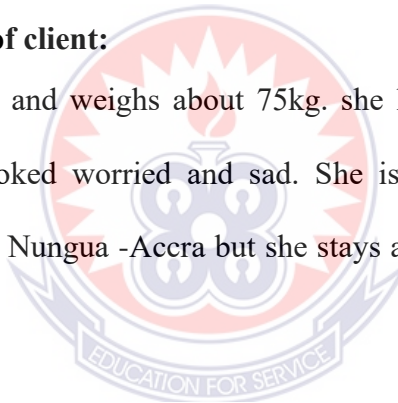 of client:
and weighs about 75kg. she
oked worried and sad. She is
Nungua -Accra but she stays a
EDUCATION FOR SERVICE